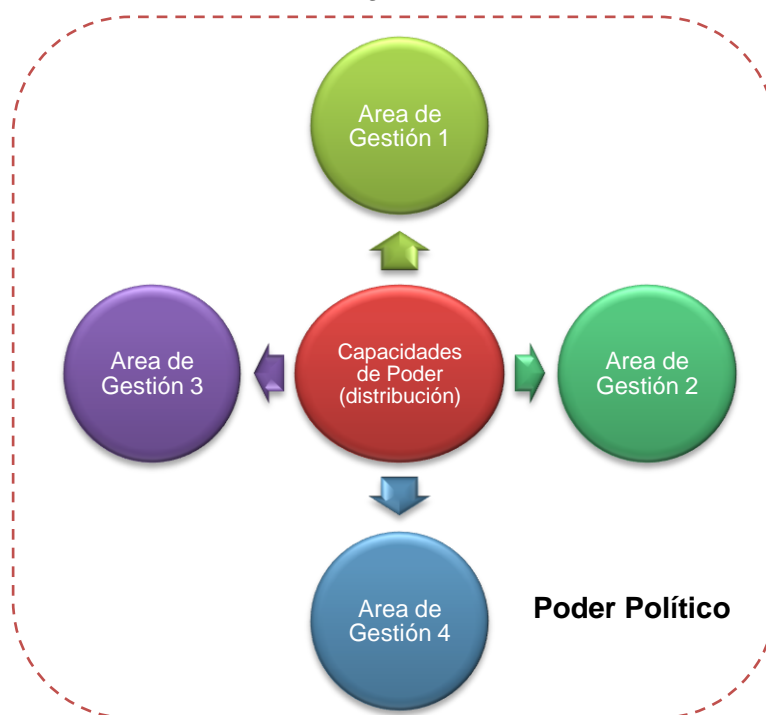 Area de
Gestión 1
Area de
Gestión 3
Capacidades
de Poder
(distribución)
Area de
Gestión 2
Area de
Gestión 4
Poder Político